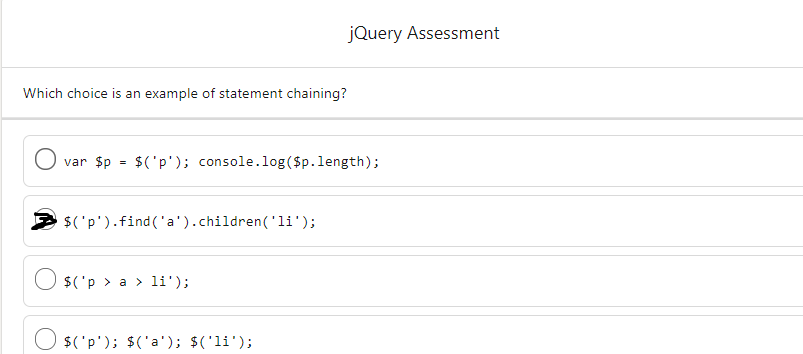 jQuery Assessment
Which choice is an example of statement chaining?
var $p = $('p'); console.log($p.length);
$('p').find('a').children('li');
$('p > a > li');
$('p'); $('a'); $('li');